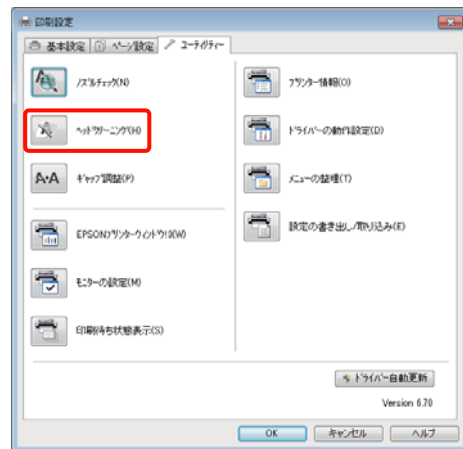 印刷設定
基本設定
ページ設定
ユーティリティー
ノズルチェック(N)
ヘッドクリーニング(H)
ギャップ調整(P)
EPSONプリンターウィンドウ!3(W)
モニターの設定(M)
印刷待ち状態表示(S)
プリンター情報(O)
ドライバーの動作設定(D)
メニューの整理(T)
設定の書き出し/取り込み(E)
ドライバー自動更新
Version 6.70
OK
キャンセル
ヘルプ